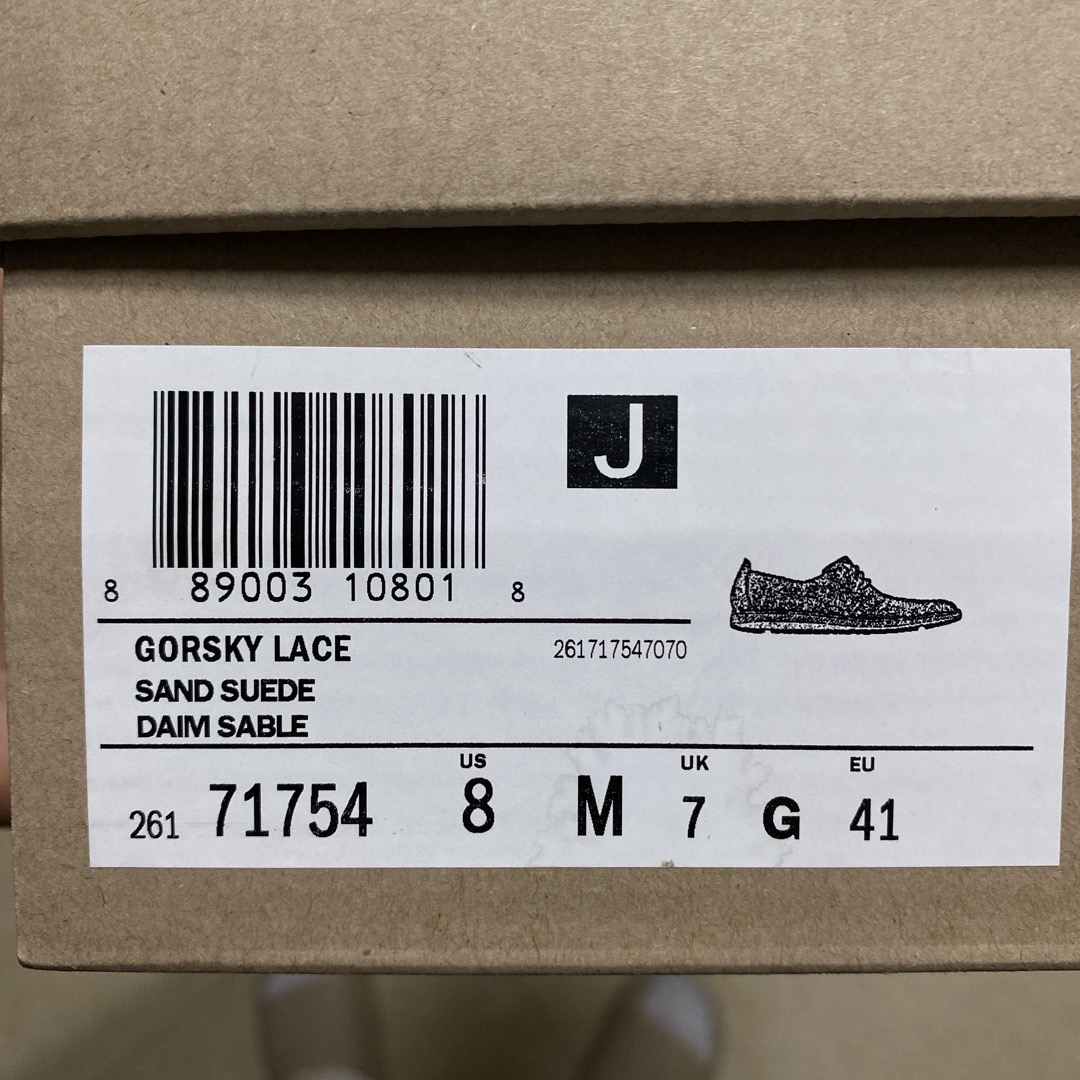 J
8 89003 10801 8
GORSKY LACE 261717547070
SAND SUEDE
DAIM SABLE
US UK EU
261 71754 8 M 7 G 41